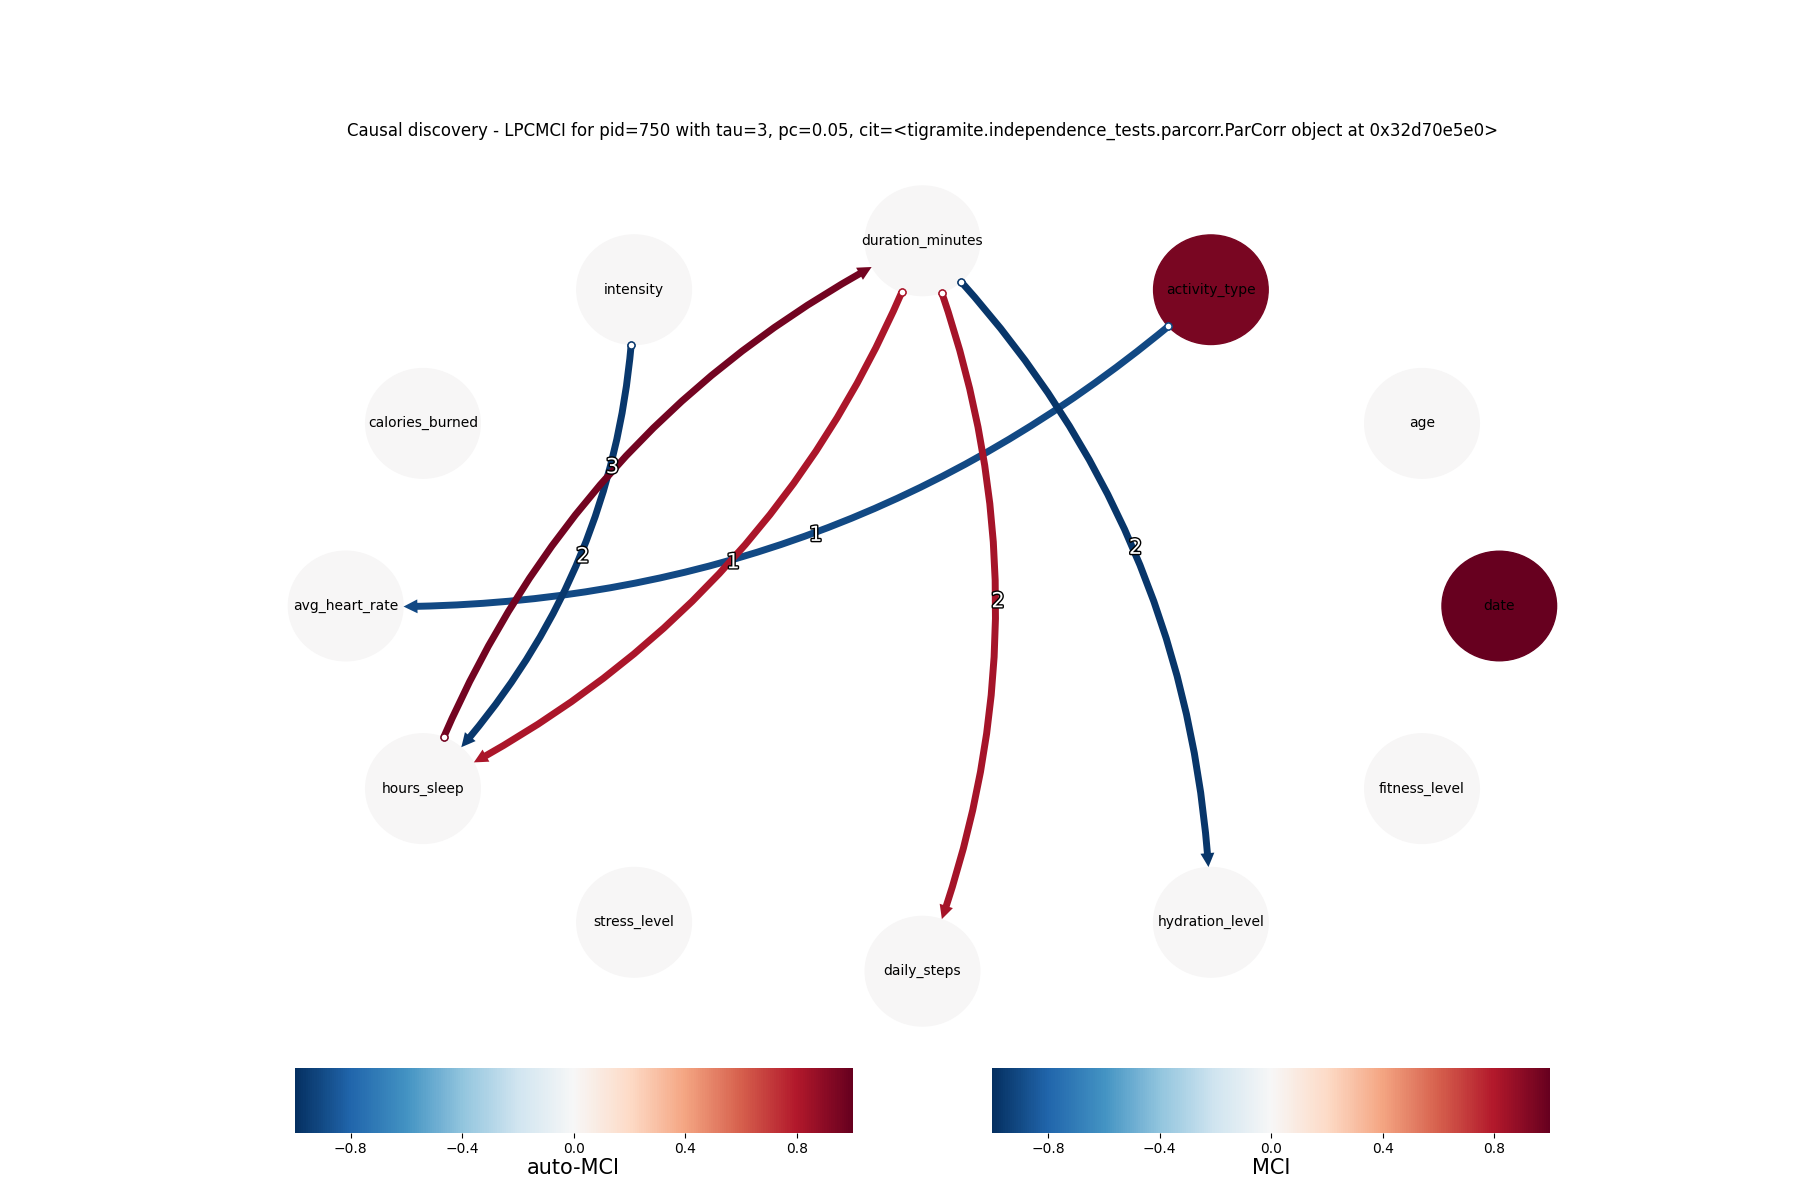 Causal discovery - LPCMCI for pid=750 with tau=3, pc=0.05, cit=<tigramite.independence_tests.parcorr.ParCorr object at 0x32d70e5e0>
duration_minutes
intensity
activity_type
calories_burned
age
3
1
2
2
1
2
avg_heart_rate
date
hours_sleep
fitness_level
stress_level
hydration_level
daily_steps
−0.8 −0.4 0.0 0.4 0.8
auto-MCI
−0.8 −0.4 0.0 0.4 0.8
MCI